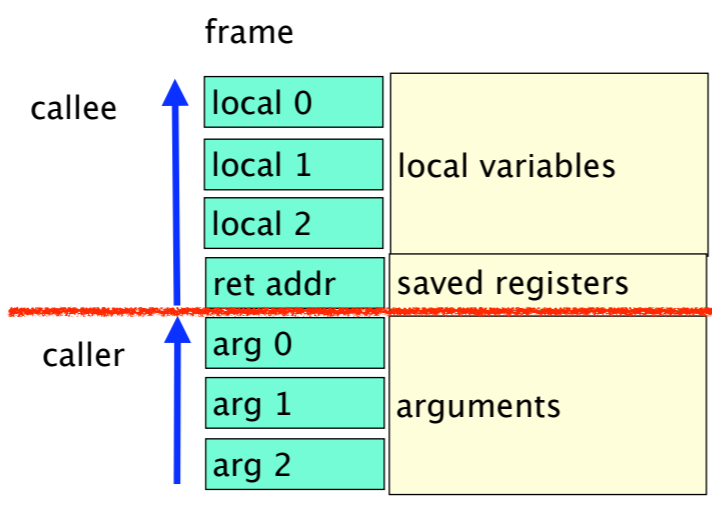 frame
callee
local 0
local 1
local variables
local 2
ret addr
saved registers
caller
arg 0
arg 1
arguments
arg 2